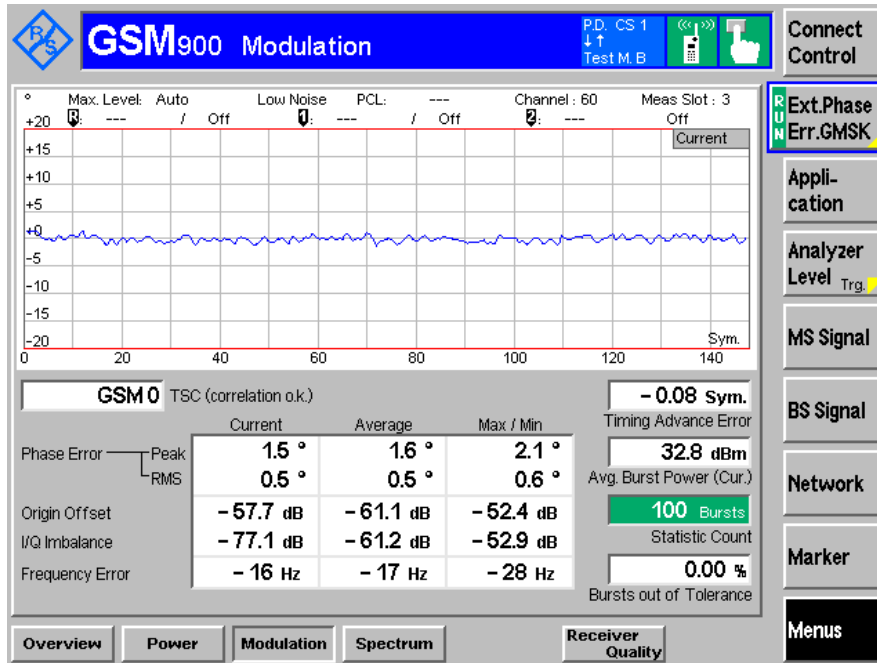 R&S GSM900 Modulation P.D. CS 1
Test M. B
Connect
Control
° Max. Level: Auto Low Noise PCL: --- Channel : 60 Meas Slot : 3
R: --- / Off 1: --- / Off 2: --- Off
Current
+20
+15
+10
+5
+0
-5
-10
-15
-20
Sym.
0 20 40 60 80 100 120 140
GSM 0 TSC (correlation o.k.)
Current Average Max / Min
Phase Error Peak 1.5 ° 1.6 ° 2.1 °
RMS 0.5 ° 0.5 ° 0.6 °
Origin Offset – 57.7 dB – 61.1 dB – 52.4 dB
I/Q Imbalance – 77.1 dB – 61.2 dB – 52.9 dB
Frequency Error – 16 Hz – 17 Hz – 28 Hz
– 0.08 Sym.
Timing Advance Error
32.8 dBm
Avg. Burst Power (Cur.)
100 Bursts
Statistic Count
0.00 %
Bursts out of Tolerance
RUN
Ext.Phase
Err.GMSK
Appli-
cation
Analyzer
Level Trg.
MS Signal
BS Signal
Network
Marker
Menus
Overview Power Modulation Spectrum Receiver
Quality